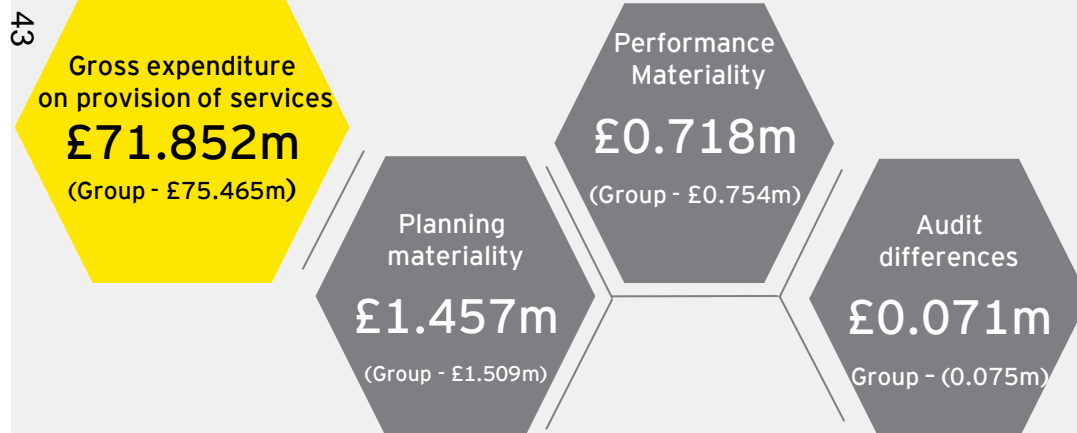 43
Gross expenditure
on provision of services
£71.852m
(Group - £75.465m)
Planning
materiality
£1.457m
(Group - £1.509m)
Performance
Materiality
£0.718m
(Group - £0.754m)
Audit
differences
£0.071m
Group – (0.075m)